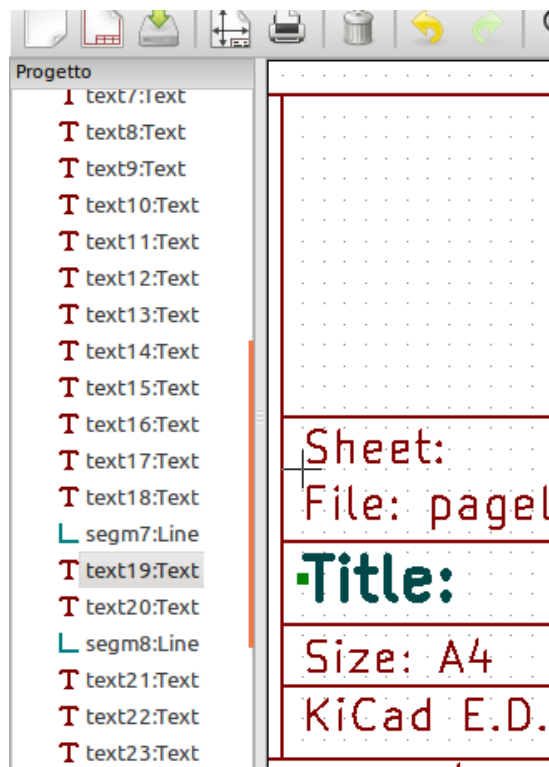 Progetto
text7:Text
text8:Text
text9:Text
text10:Text
text11:Text
text12:Text
text13:Text
text14:Text
text15:Text
text16:Text
text17:Text
text18:Text
segm7:Line
text19:Text
text20:Text
segm8:Line
text21:Text
text22:Text
text23:Text
Sheet:
File: pagel
Title:
Size: A4
KiCad E.D.